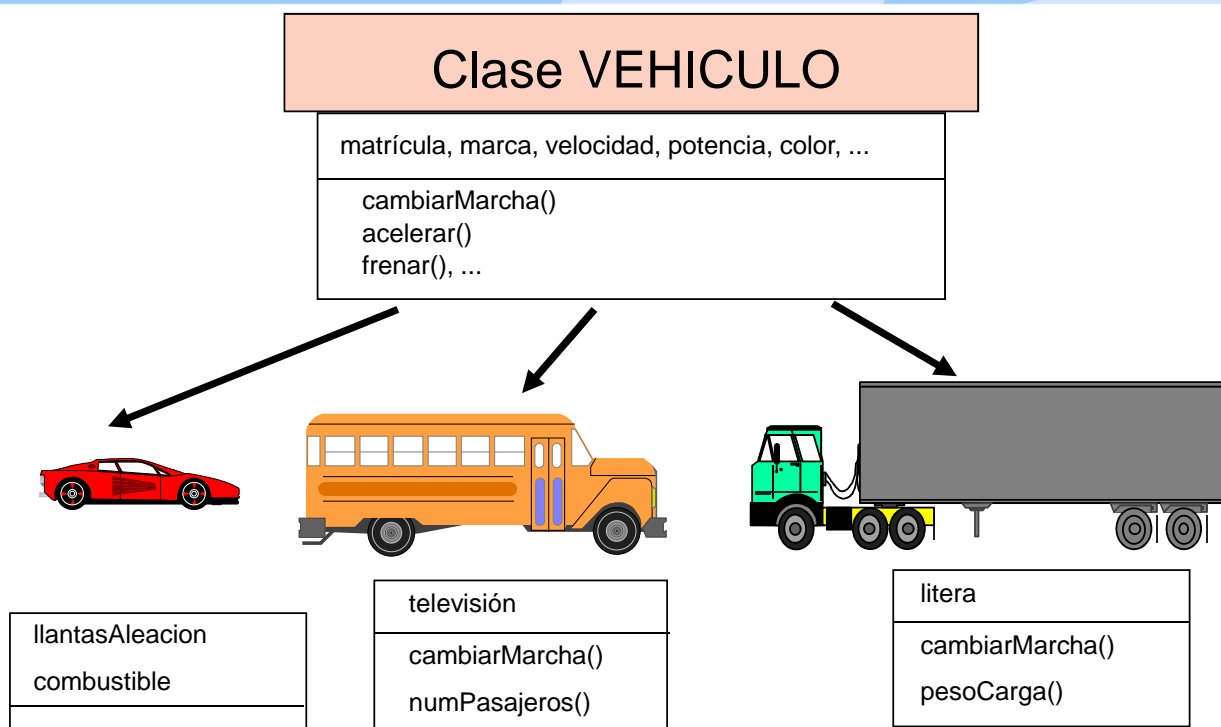 Clase VEHICULO
matrícula, marca, velocidad, potencia, color, ...
cambiarMarcha()
acelerar()
frenar(), ...
llantasAleacion
combustible
televisión
cambiarMarcha()
numPasajeros()
litera
cambiarMarcha()
pesoCarga()